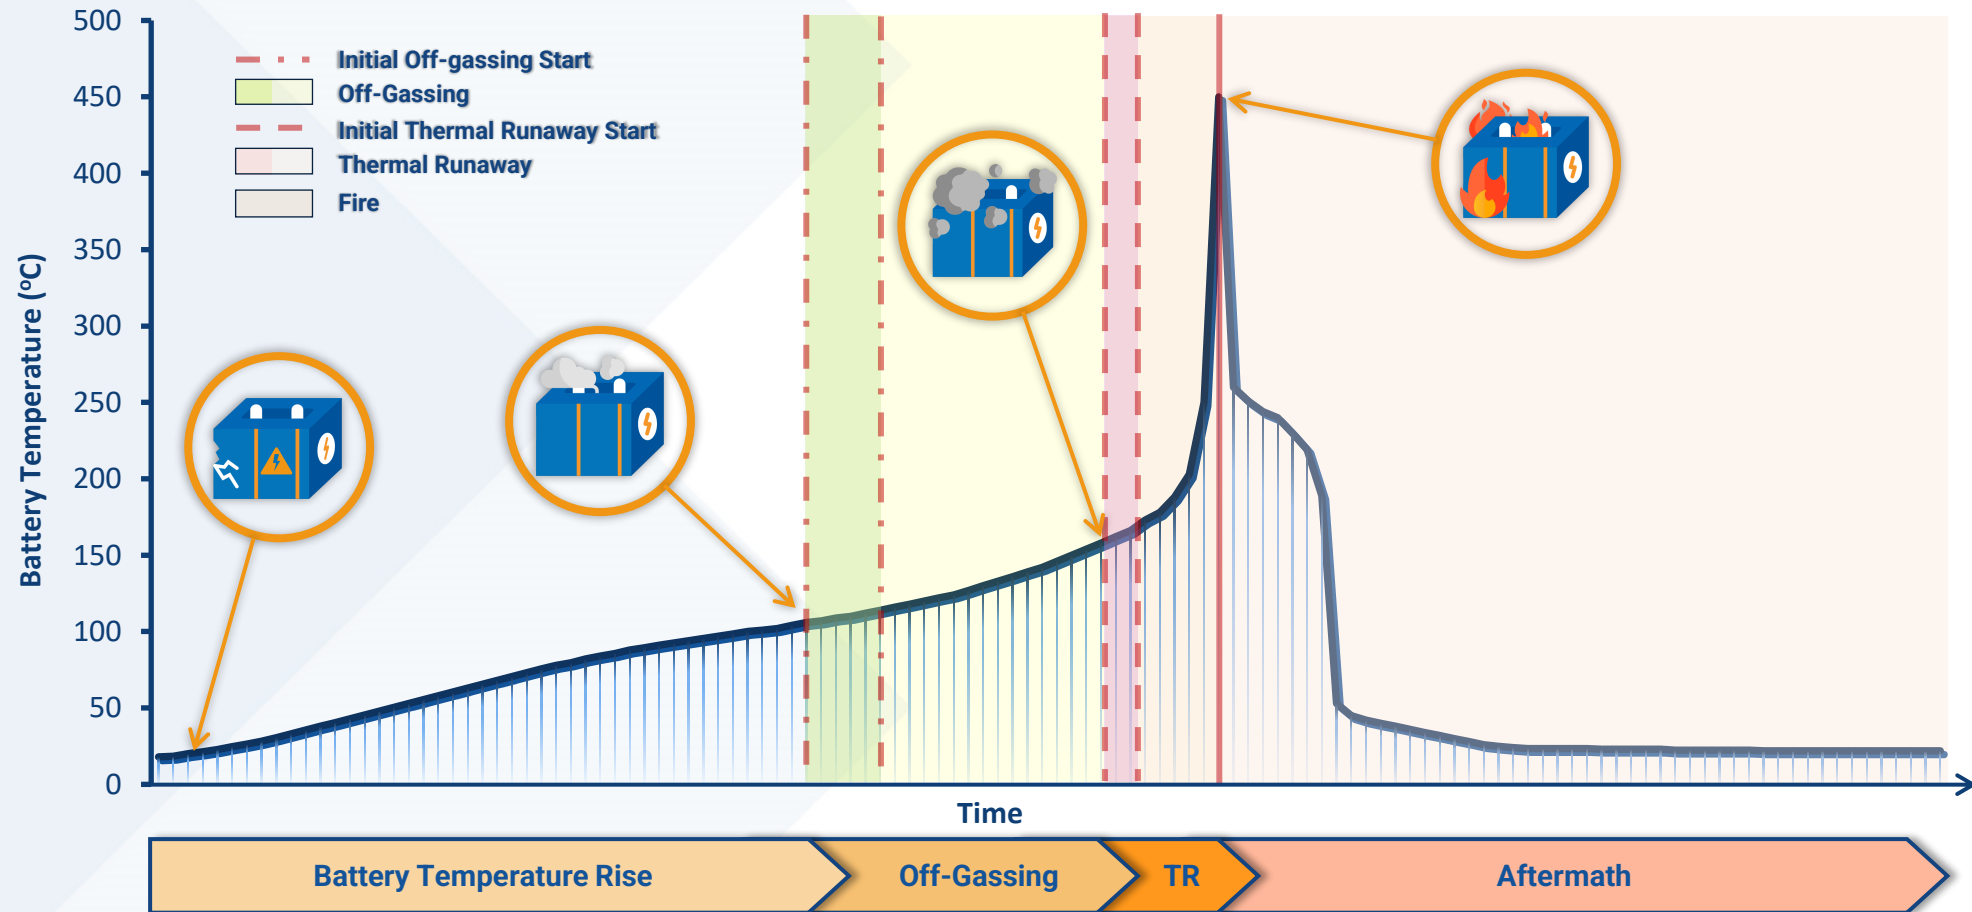 500
450
400
350
300
250
200
150
100
50
0
Battery Temperature (ºC)
Initial Off-gassing Start
Off-Gassing
Initial Thermal Runaway Start
Thermal Runaway
Fire
Time
Battery Temperature Rise
Off-Gassing
TR
Aftermath